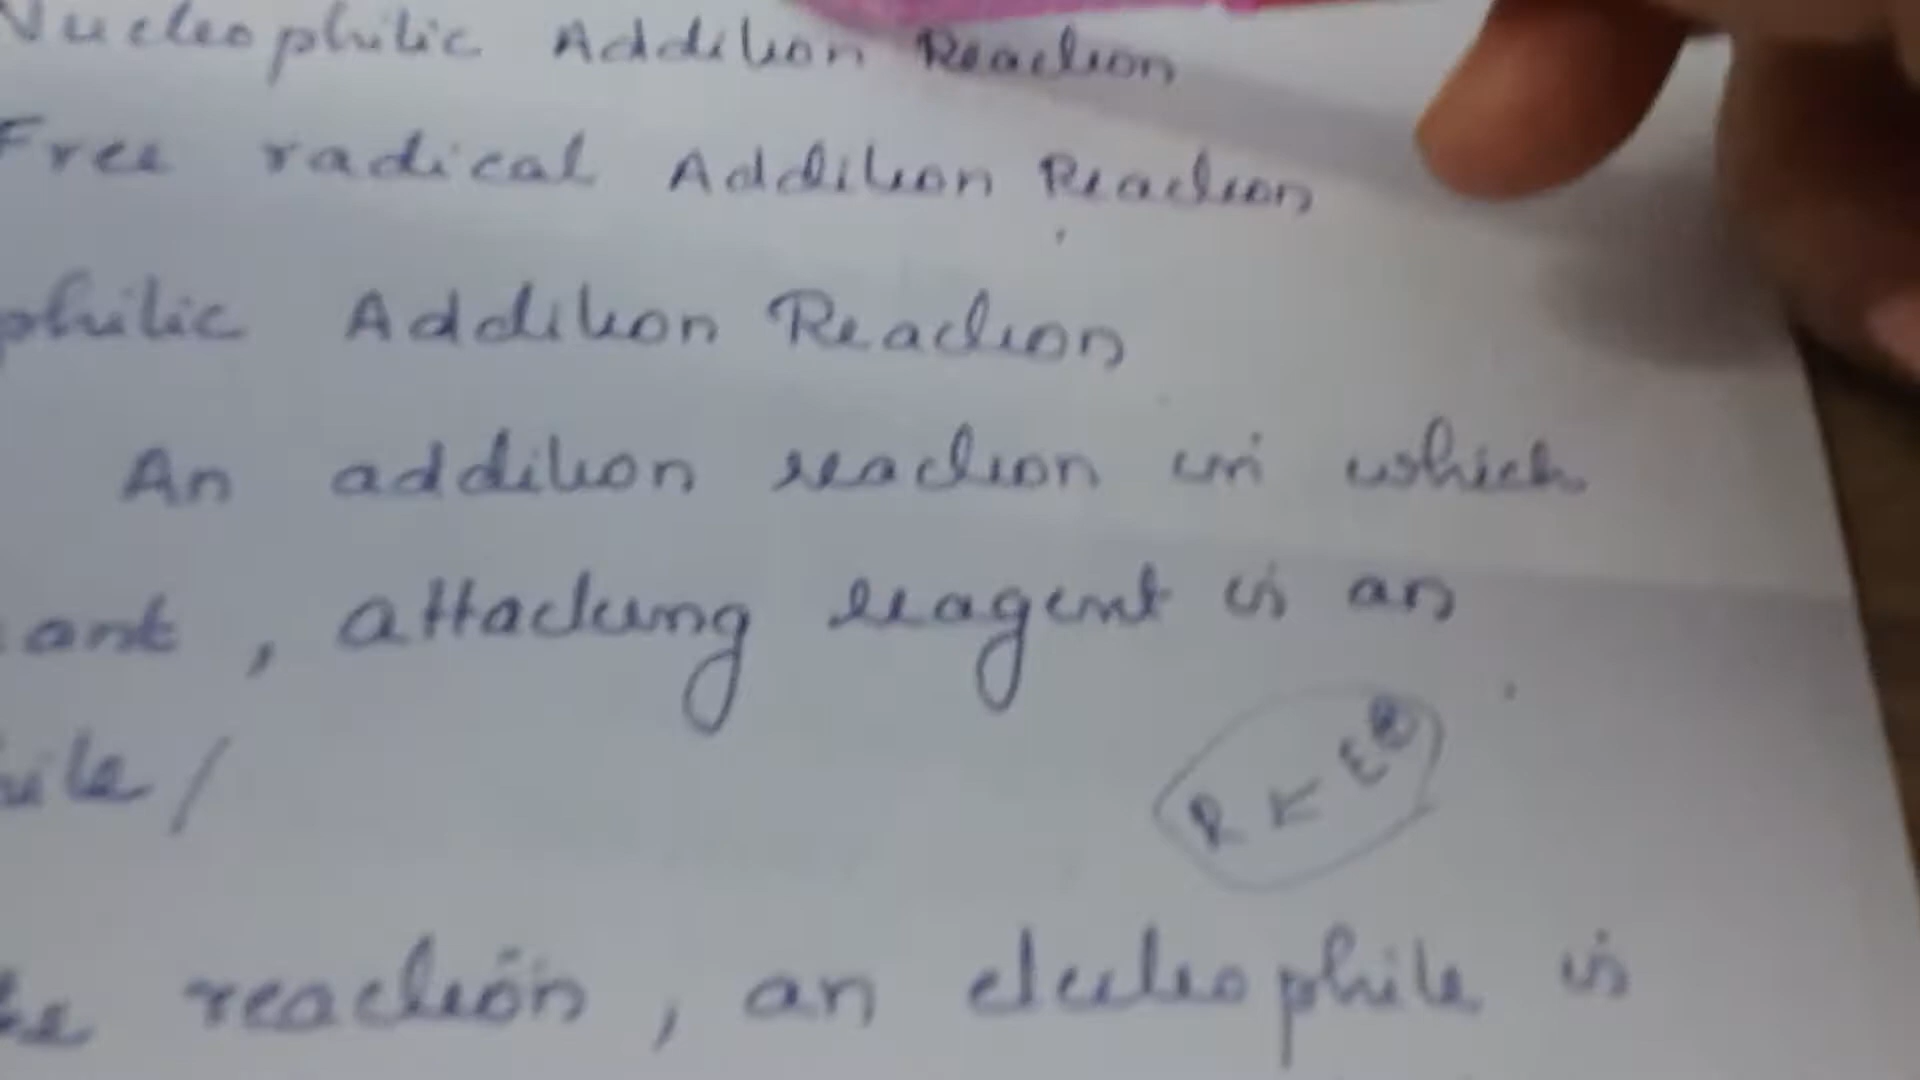 Nucleophilic Addition Reaction
Free radical Addition Reaction
philic Addition Reaction
An addition reaction in which
ant, attacking reagent is an
ile/
R K E
reaction, an electrophile is